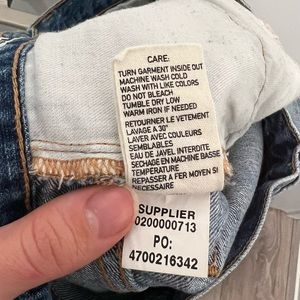 CARE.
TURN GARMENT INSIDE OUT
MACHINE WASH COLD
WASH WITH LIKE COLORS
DO NOT BLEACH
TUMBLE DRY LOW
WARM IRON IF NEEDED
RETOURNER LE VETEMENT
LAVAGE A 30°
LAVER AVEC COULEURS
SEMBLABLES
EAU DE JAVEL INTERDITE
SECHAGE EN MACHINE BASSE
TEMPERATURE
REPASSER A FER MOYEN SI
NECESSAIRE
SUPPLIER
0200000713
PO:
4700216342